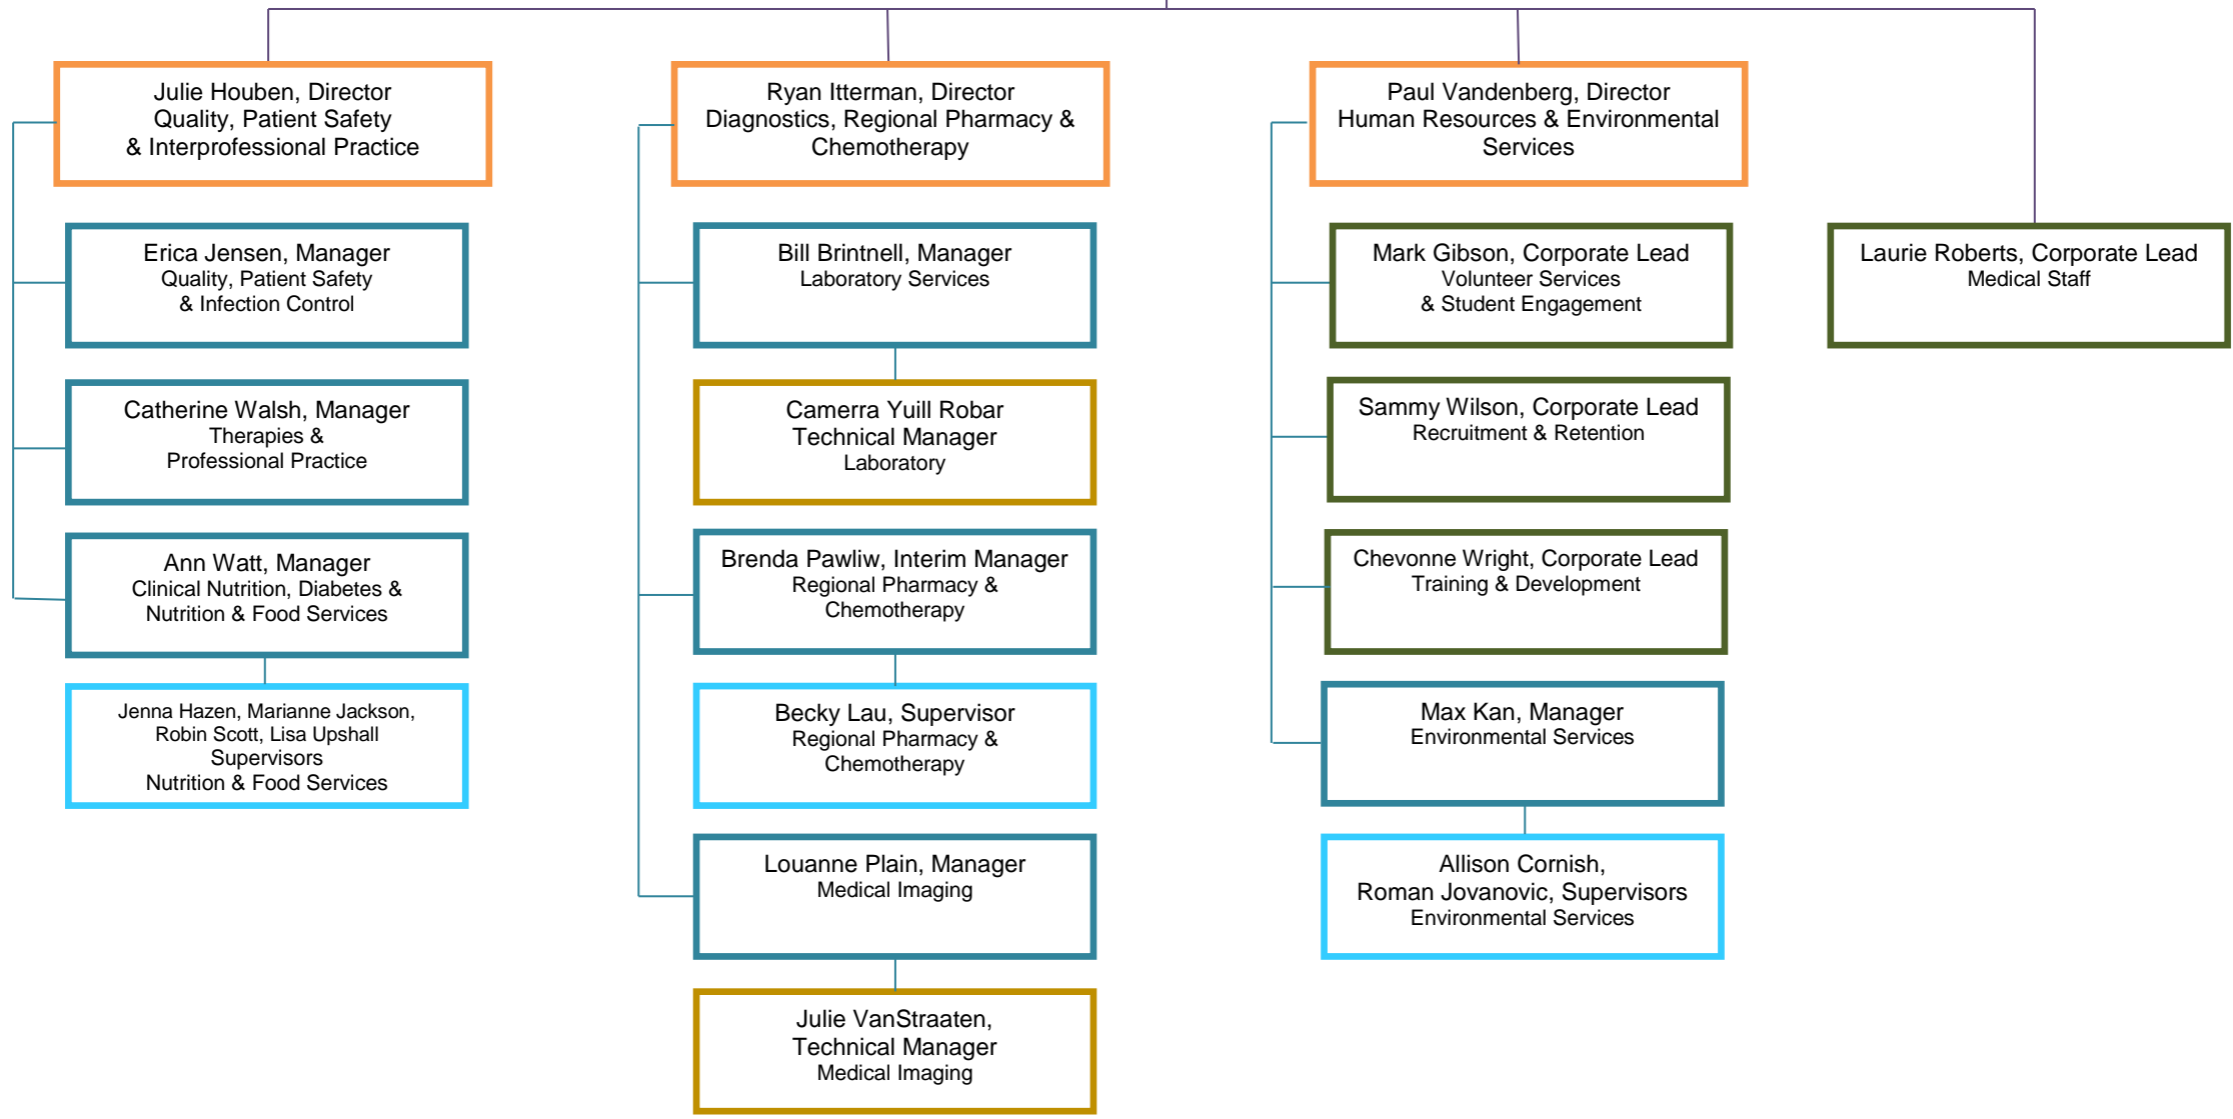 Julie Houben, Director
Quality, Patient Safety
& Interprofessional Practice
Erica Jensen, Manager
Quality, Patient Safety
& Infection Control
Catherine Walsh, Manager
Therapies &
Professional Practice
Ann Watt, Manager
Clinical Nutrition, Diabetes &
Nutrition & Food Services
Jenna Hazen, Marianne Jackson,
Robin Scott, Lisa Upshall
Supervisors
Nutrition & Food Services
Ryan Itterman, Director
Diagnostics, Regional Pharmacy &
Chemotherapy
Bill Brintnell, Manager
Laboratory Services
Camerra Yuill Robar
Technical Manager
Laboratory
Brenda Pawliw, Interim Manager
Regional Pharmacy &
Chemotherapy
Becky Lau, Supervisor
Regional Pharmacy &
Chemotherapy
Louanne Plain, Manager
Medical Imaging
Julie VanStraaten,
Technical Manager
Medical Imaging
Paul Vandenberg, Director
Human Resources & Environmental
Services
Mark Gibson, Corporate Lead
Volunteer Services
& Student Engagement
Sammy Wilson, Corporate Lead
Recruitment & Retention
Chevonne Wright, Corporate Lead
Training & Development
Max Kan, Manager
Environmental Services
Allison Cornish,
Roman Jovanovic, Supervisors
Environmental Services
Laurie Roberts, Corporate Lead
Medical Staff